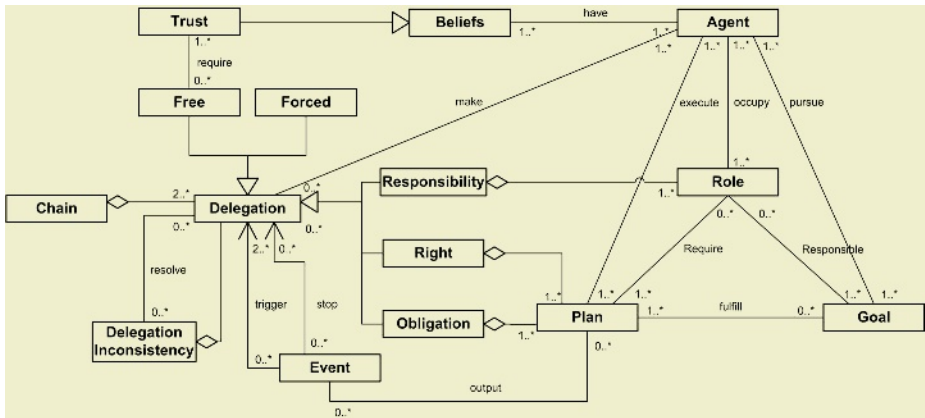 Trust
Beliefs
Agent
have
1..*
1..*
1..*
1..*
1..*
1..*
1..*
require
0..*
make
execute
occupy
pursue
Free
Forced
Chain
2..*
Delegation
0..*
0..*
0..*
Responsibility
1..*
1..*
Role
0..*
0..*
resolve
2..*
0..*
Right
Require
Responsible
trigger
stop
0..*
1..*
1..*
1..*
1..*
1..*
Delegation
Inconsistency
0..*
0..*
Event
Obligation
1..*
Plan
1..*
fulfill
0..*
Goal
0..*
output
0..*